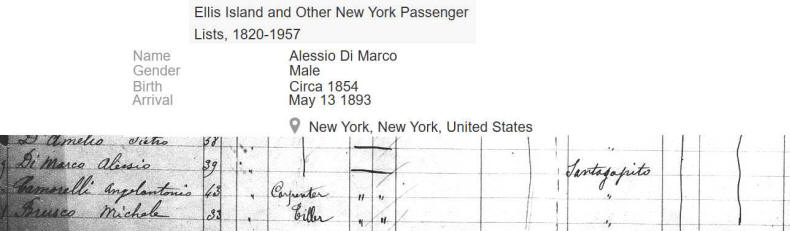 Ellis Island and Other New York Passenger
Lists, 1820-1957
Name Alessio Di Marco
Gender Male
Birth Circa 1854
Arrival May 13 1893
New York, New York, United States
D'Amelio Pietro 38 "
Di Marco Alessio 39 " Santagapito
Angelantonio 43 " Carpenter " " "
Brusco Michele 33 " Tiller " " "